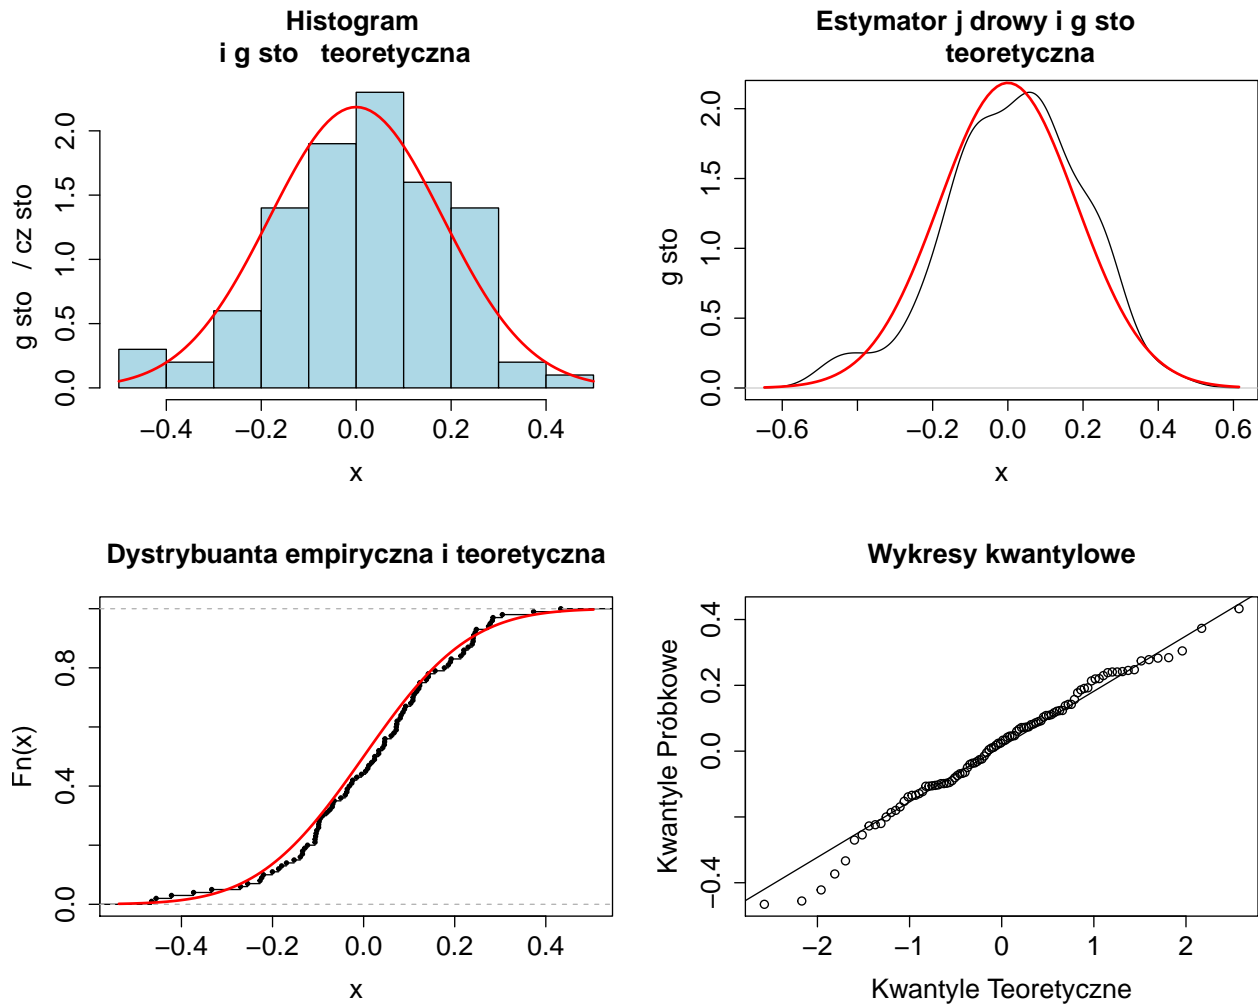 Histogram
i g sto   teoretyczna
g sto   / cz sto
0.0 0.5 1.0 1.5 2.0
−0.4 −0.2 0.0 0.2 0.4
x
Estymator j drowy i g sto
teoretyczna
g sto
0.0 0.5 1.0 1.5 2.0
−0.6 −0.2 0.0 0.2 0.4 0.6
x
Dystrybuanta empiryczna i teoretyczna
Fn(x)
0.0 0.4 0.8
−0.4 −0.2 0.0 0.2 0.4
x
Wykresy kwantylowe
Kwantyle Próbkowe
−0.4 0.0 0.2 0.4
−2 −1 0 1 2
Kwantyle Teoretyczne